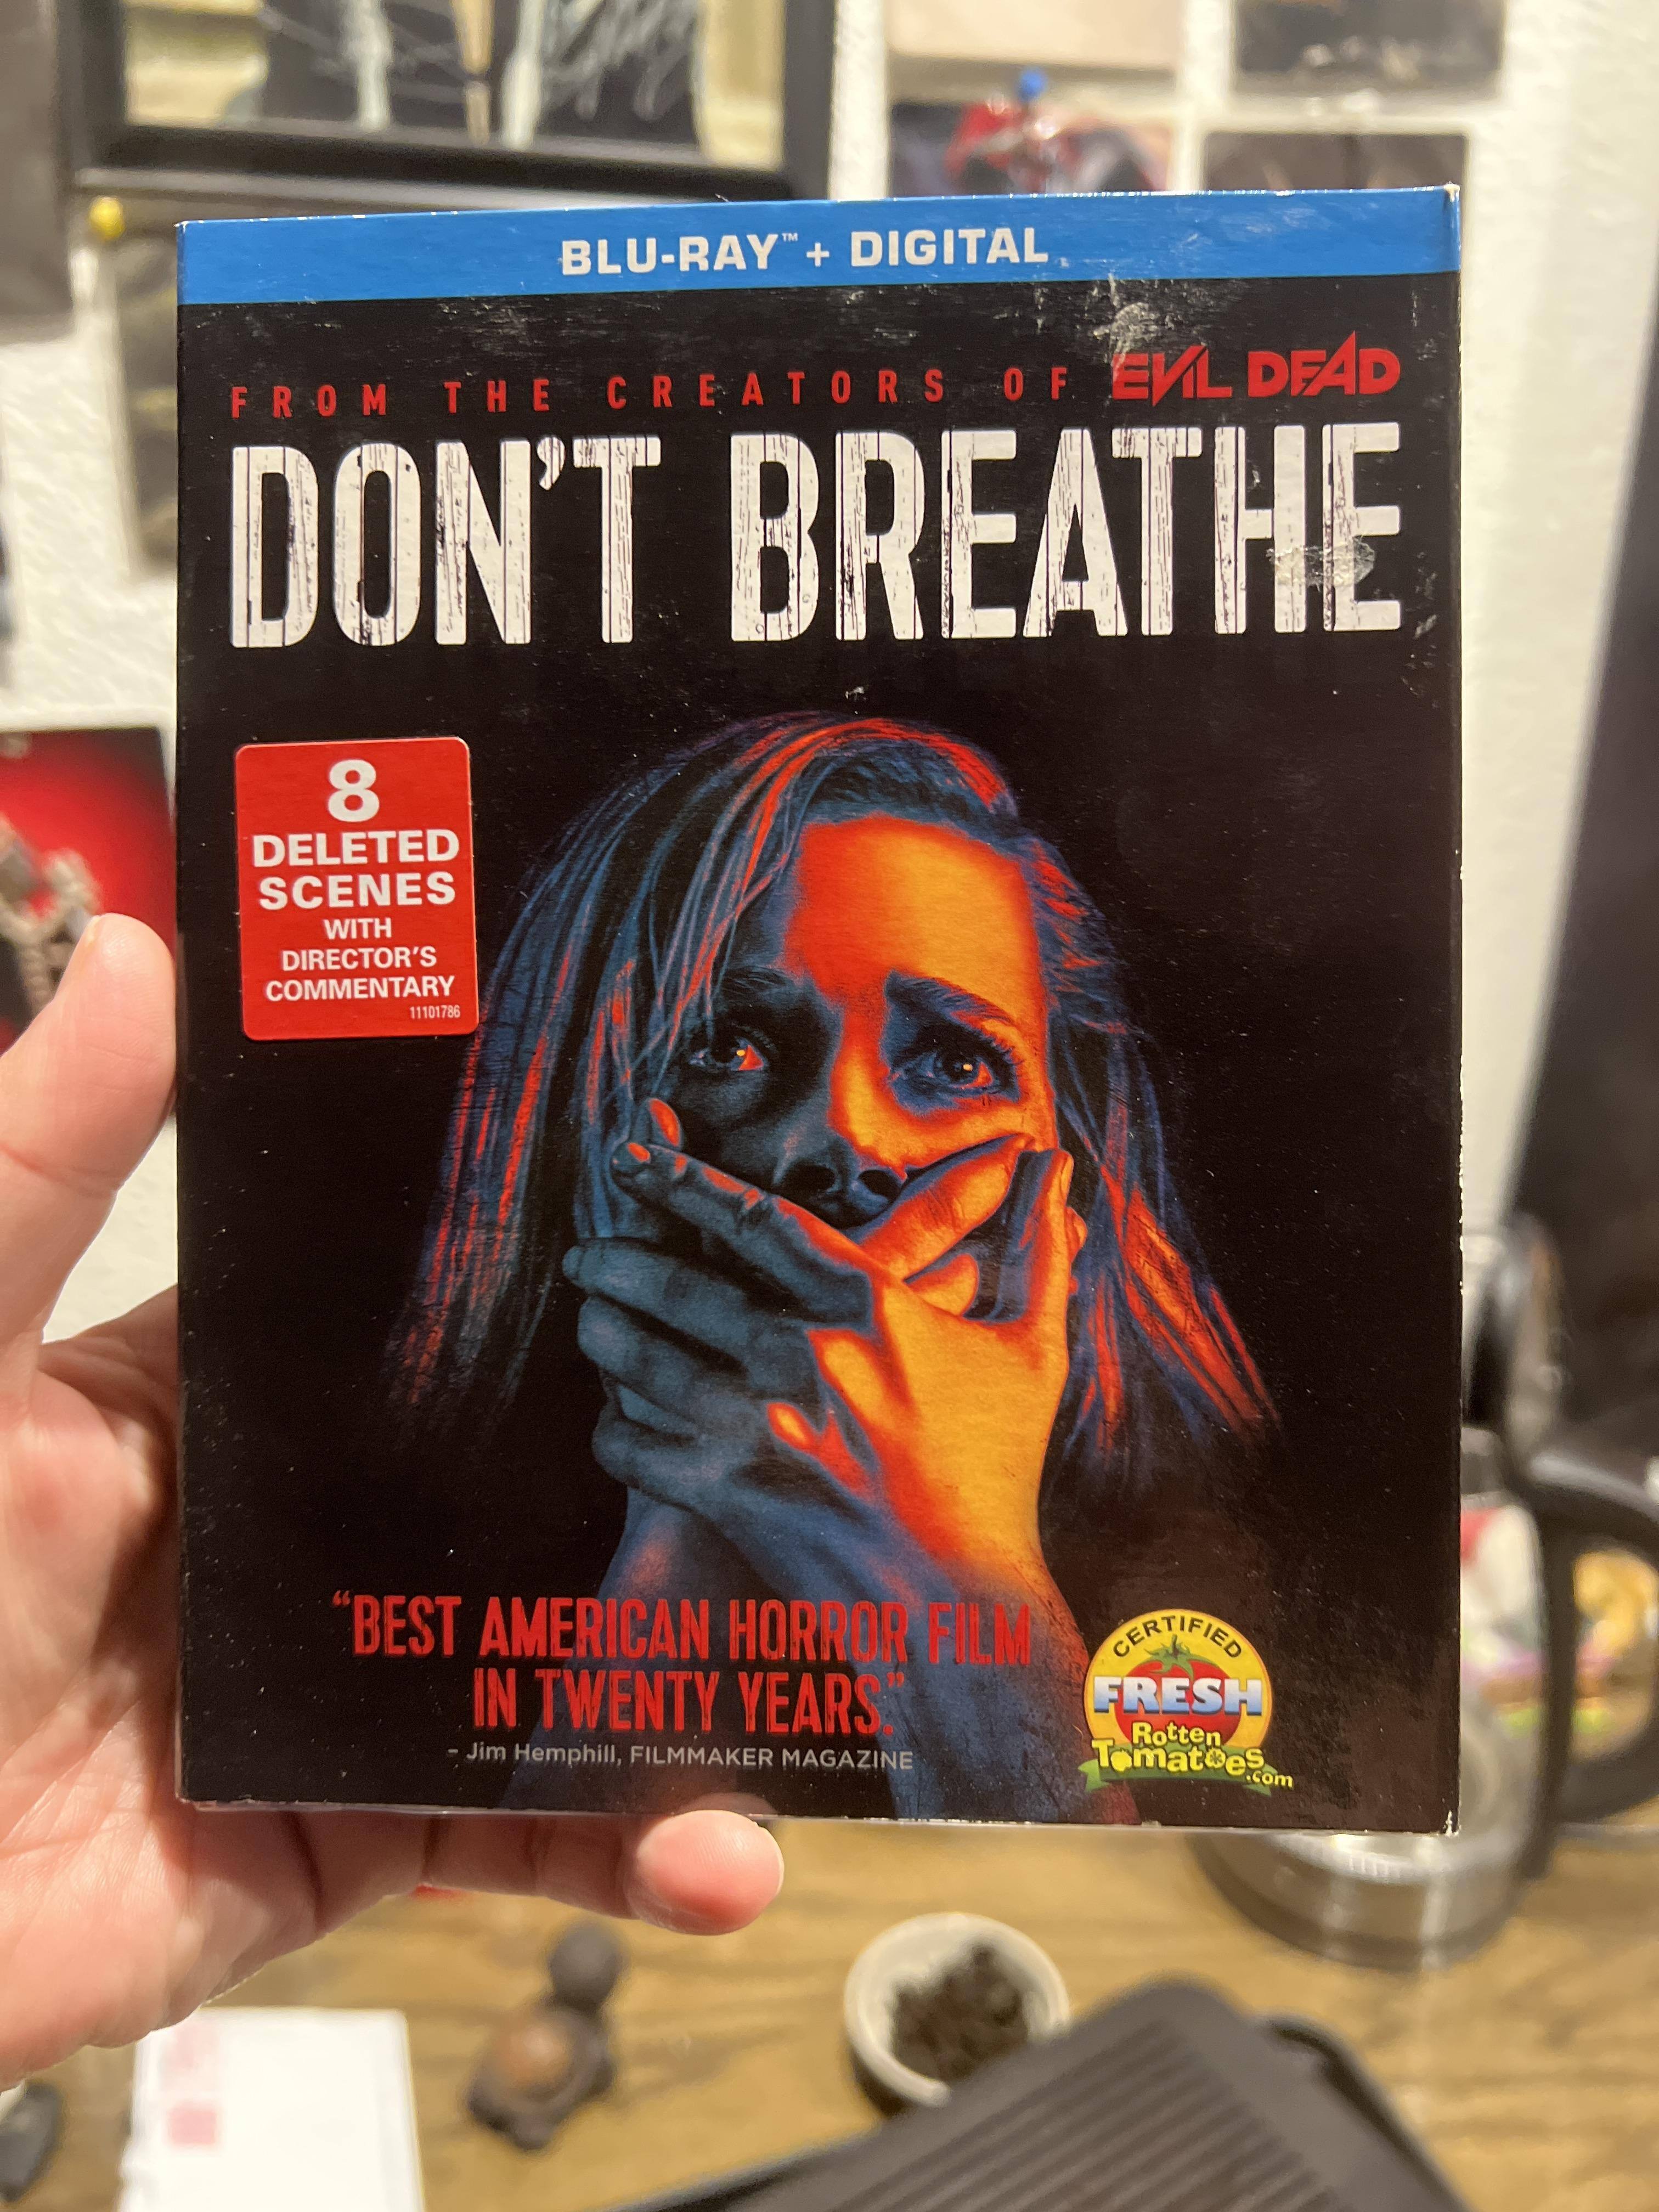 BLU-RAY™ + DIGITAL
FROM THE CREATORS OF EVIL DEAD
DON'T BREATHE
8
DELETED
SCENES
WITH
DIRECTOR'S
COMMENTARY
11101786
"BEST AMERICAN HORROR FILM
IN TWENTY YEARS."
- Jim Hemphill, FILMMAKER MAGAZINE
CERTIFIED
FRESH
Rotten
Tomatoes
.com